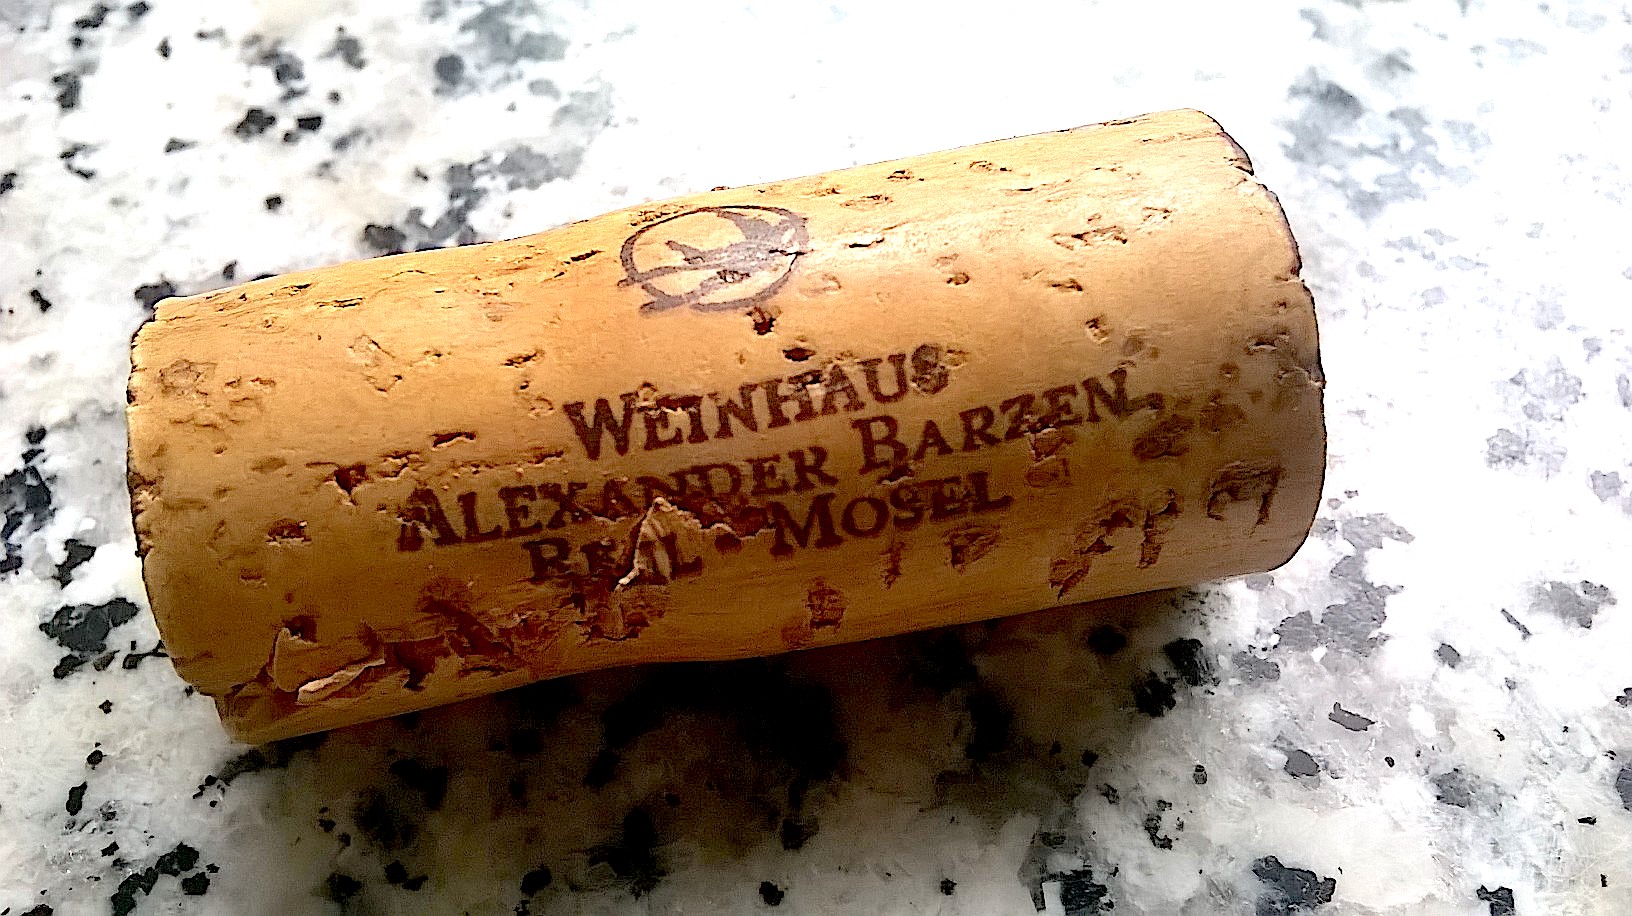 WEINHAUS
ALEXANDER BARZEN
REIL • MOSEL